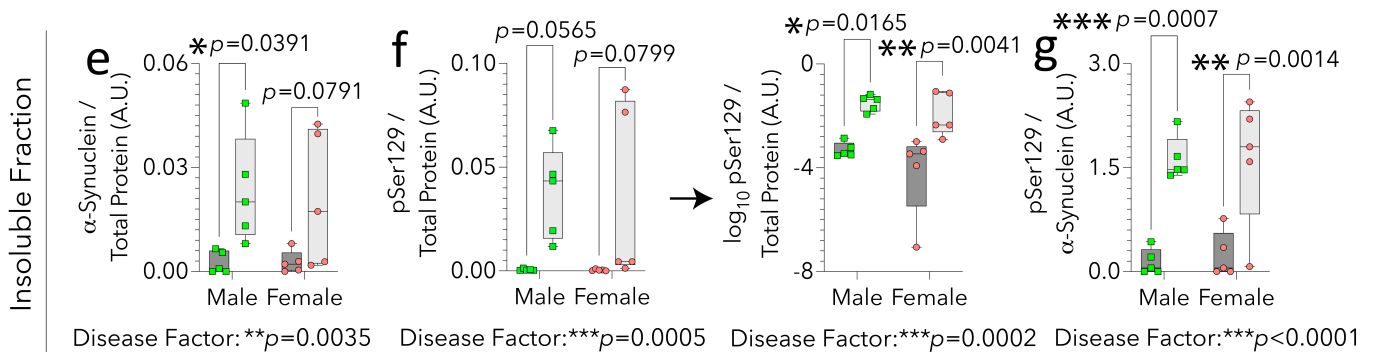 Insoluble Fraction
e
*p=0.0391
p=0.0791
α-Synuclein /
Total Protein (A.U.)
0.06
0.03
0.00
Male Female
Disease Factor: **p=0.0035
f
p=0.0565
p=0.0799
pSer129 /
Total Protein (A.U.)
0.10
0.05
0.00
Male Female
Disease Factor:***p=0.0005
*p=0.0165
**p=0.0041
log10 pSer129 /
Total Protein (A.U.)
0
-4
-8
Male Female
Disease Factor:***p=0.0002
g
***p=0.0007
**p=0.0014
pSer129 /
α-Synuclein (A.U.)
3.0
1.5
0.0
Male Female
Disease Factor:***p<0.0001